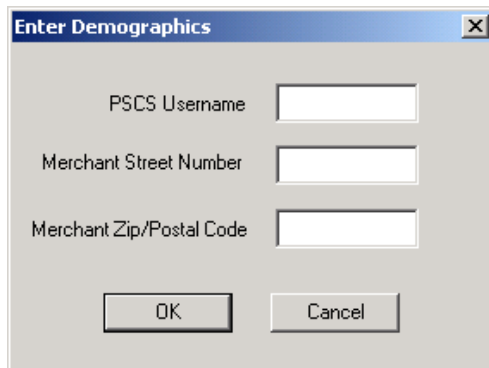 Enter Demographics
PSCS Username
Merchant Street Number
Merchant Zip/Postal Code
OK Cancel